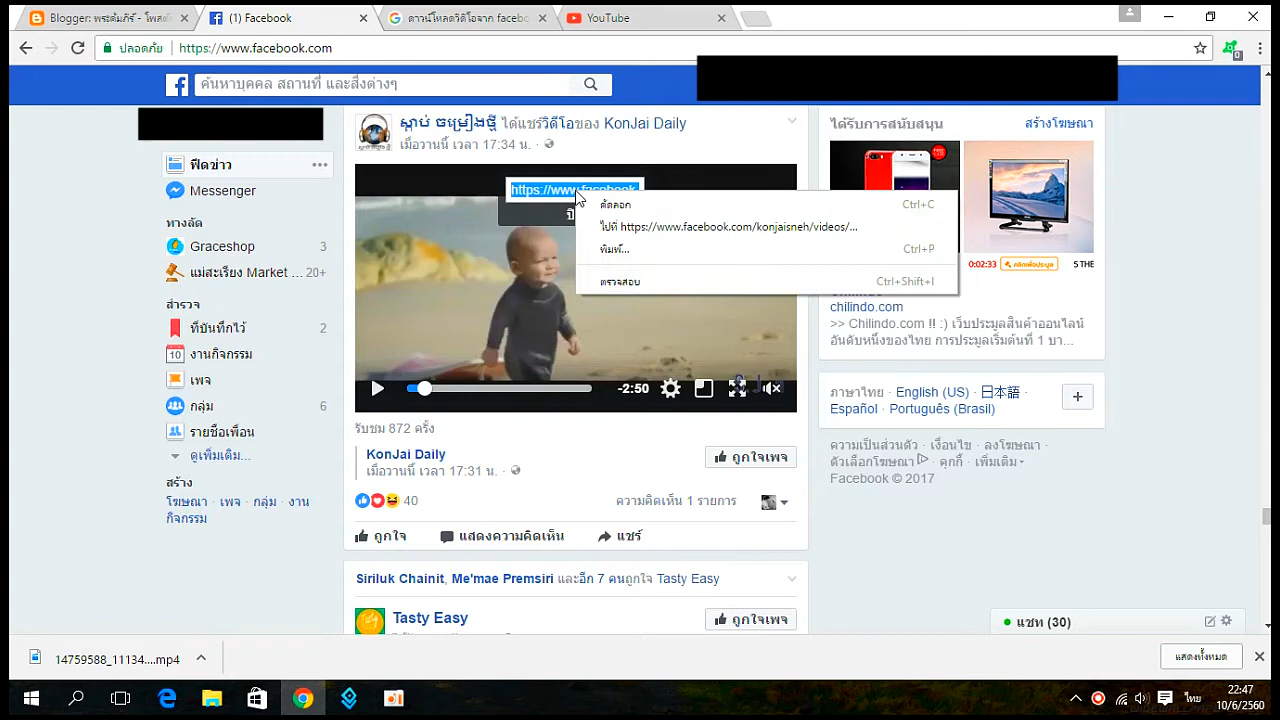 Blogger: พระดัมภิร์ - โพสต์
(1) Facebook
ดาวน์โหลดวิดีโอจาก facebo
YouTube
ปลอดภัย
https://www.facebook.com
ค้นหาบุคคล สถานที่ และสิ่งต่างๆ
ฟีดข่าว
Messenger
ทางลัด
Graceshop 3
แม่สะเรียง Market ... 20+
สำรวจ
ที่บันทึกไว้ 2
10 งานกิจกรรม
เพจ
กลุ่ม 6
รายชื่อเพื่อน
ดูเพิ่มเติม...
สร้าง
โฆษณา · เพจ · กลุ่ม · งาน
กิจกรรม
ស្តាប់ ចម្រៀងថ្មី ได้แชร์วิดีโอของ KonJai Daily
เมื่อวานนี้ เวลา 17:34 น.
https://www.facebook.
คัดลอก Ctrl+C
ไปที่ https://www.facebook.com/konjaisneh/videos/...
พิมพ์... Ctrl+P
ตรวจสอบ Ctrl+Shift+I
-2:50
รับชม 872 ครั้ง
KonJai Daily
เมื่อวานนี้ เวลา 17:31 น.
ถูกใจเพจ
40
ความคิดเห็น 1 รายการ
ถูกใจ แสดงความคิดเห็น แชร์
Siriluk Chainit, Me'mae Premsiri และอีก 7 คนถูกใจ Tasty Easy
Tasty Easy
ถูกใจเพจ
ได้รับการสนับสนุน สร้างโฆษณา
0:02:33 คลิกเพื่อประมูล 5 THE
chilindo.com
>> Chilindo.com !! :) เว็บประมูลสินค้าออนไลน์
อันดับหนึ่งของไทย การประมูลเริ่มต้นที่ 1 บา...
ภาษาไทย · English (US) · 日本語 ·
Español · Português (Brasil)
ความเป็นส่วนตัว · เงื่อนไข · ลงโฆษณา ·
ตัวเลือกโฆษณา · คุกกี้ · เพิ่มเติม
Facebook © 2017
แชท (30)
14759588_11134....mp4
แสดงทั้งหมด
ไทย
22:47
10/6/2560